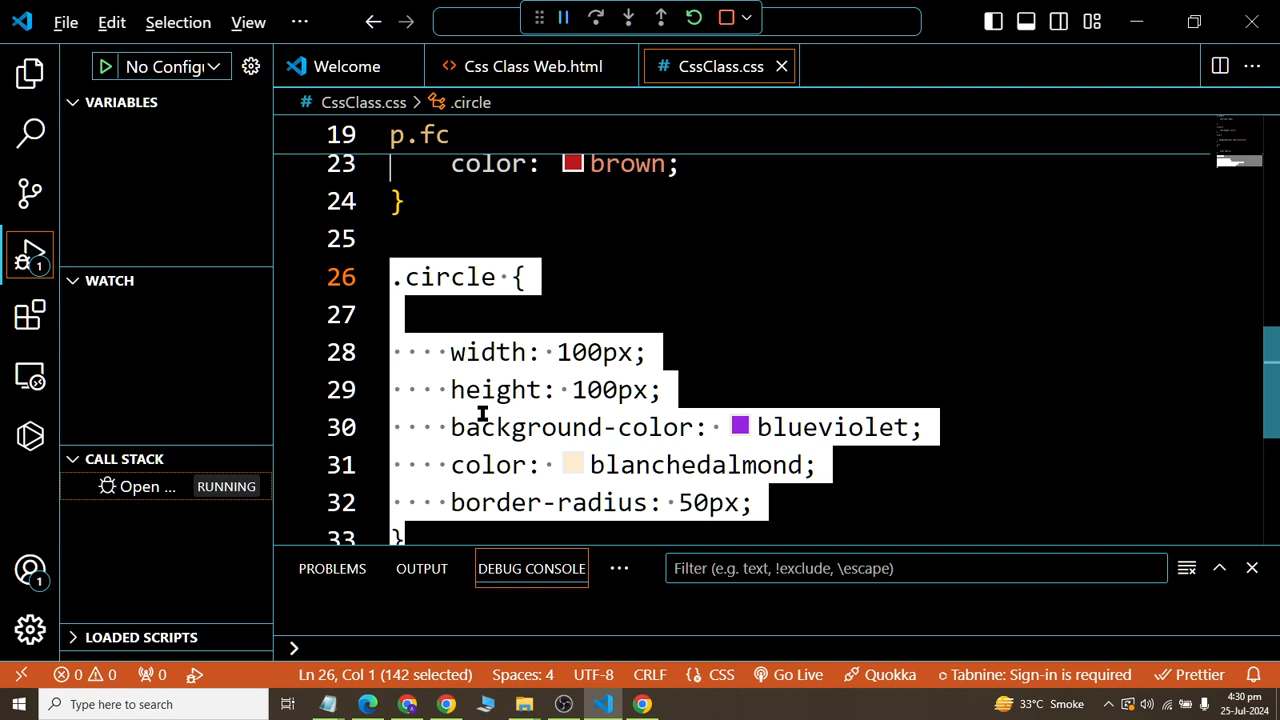 File Edit Selection View ···
No Config
Welcome
Css Class Web.html
# CssClass.css
# CssClass.css > .circle
VARIABLES
WATCH
CALL STACK
Open ... RUNNING
LOADED SCRIPTS
19 p.fc
23 color: brown;
24 }
25
26 .circle {
27
28 width: 100px;
29 height: 100px;
30 background-color: blueviolet;
31 color: blanchedalmond;
32 border-radius: 50px;
33 }
PROBLEMS OUTPUT DEBUG CONSOLE ··· Filter (e.g. text, !exclude, \escape)
1
1
0 0 0 Ln 26, Col 1 (142 selected) Spaces: 4 UTF-8 CRLF { } CSS Go Live Quokka Tabnine: Sign-in is required Prettier
Type here to search
33°C Smoke
4:30 pm
25-Jul-2024